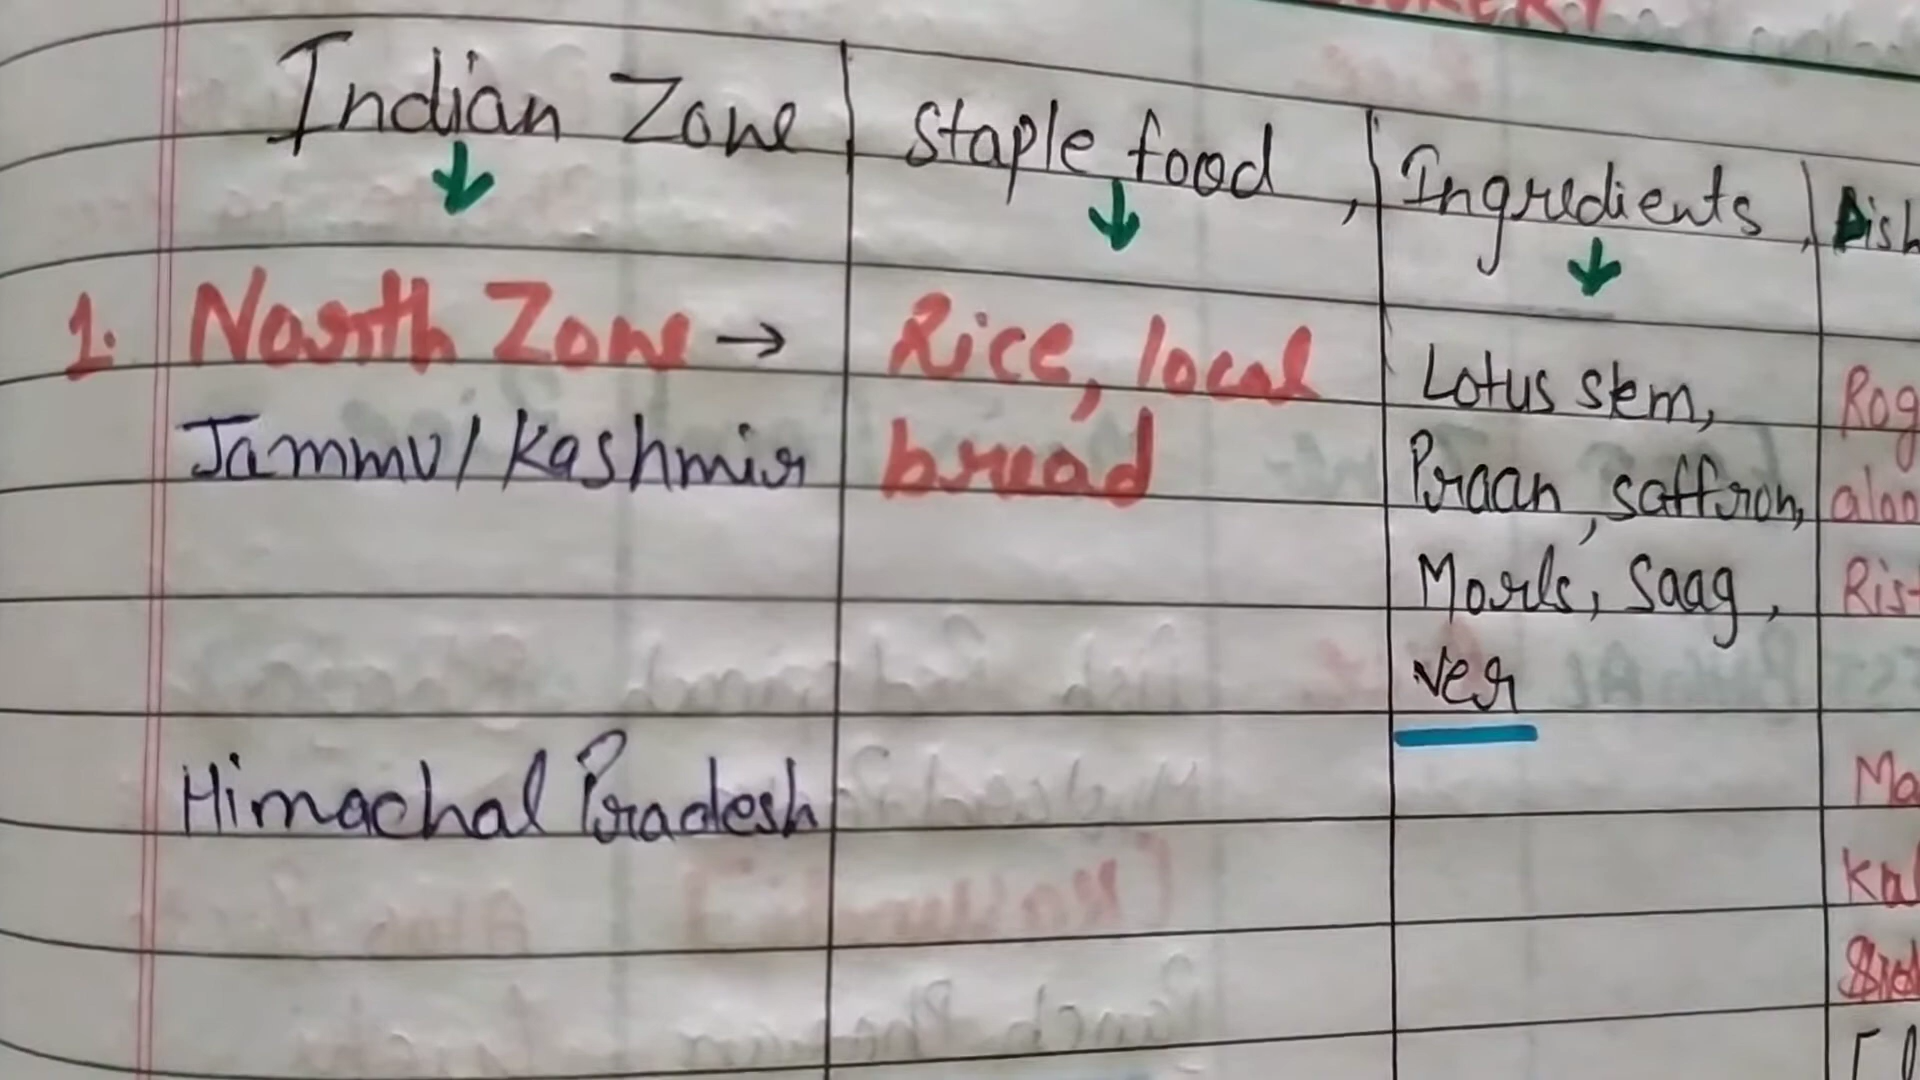 Indian Zone Staple food, Ingredients,
1. North Zone → Rice, local Lotus stem,
Jammu/Kashmir bread Praan, saffron,
Morls, Saag,
ver
Himachal Pradesh